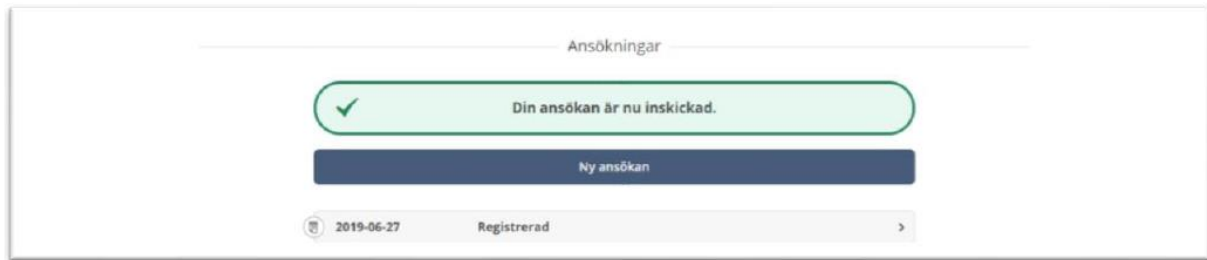 Ansökningar
Din ansökan är nu inskickad.
Ny ansökan
2019-06-27 Registrerad